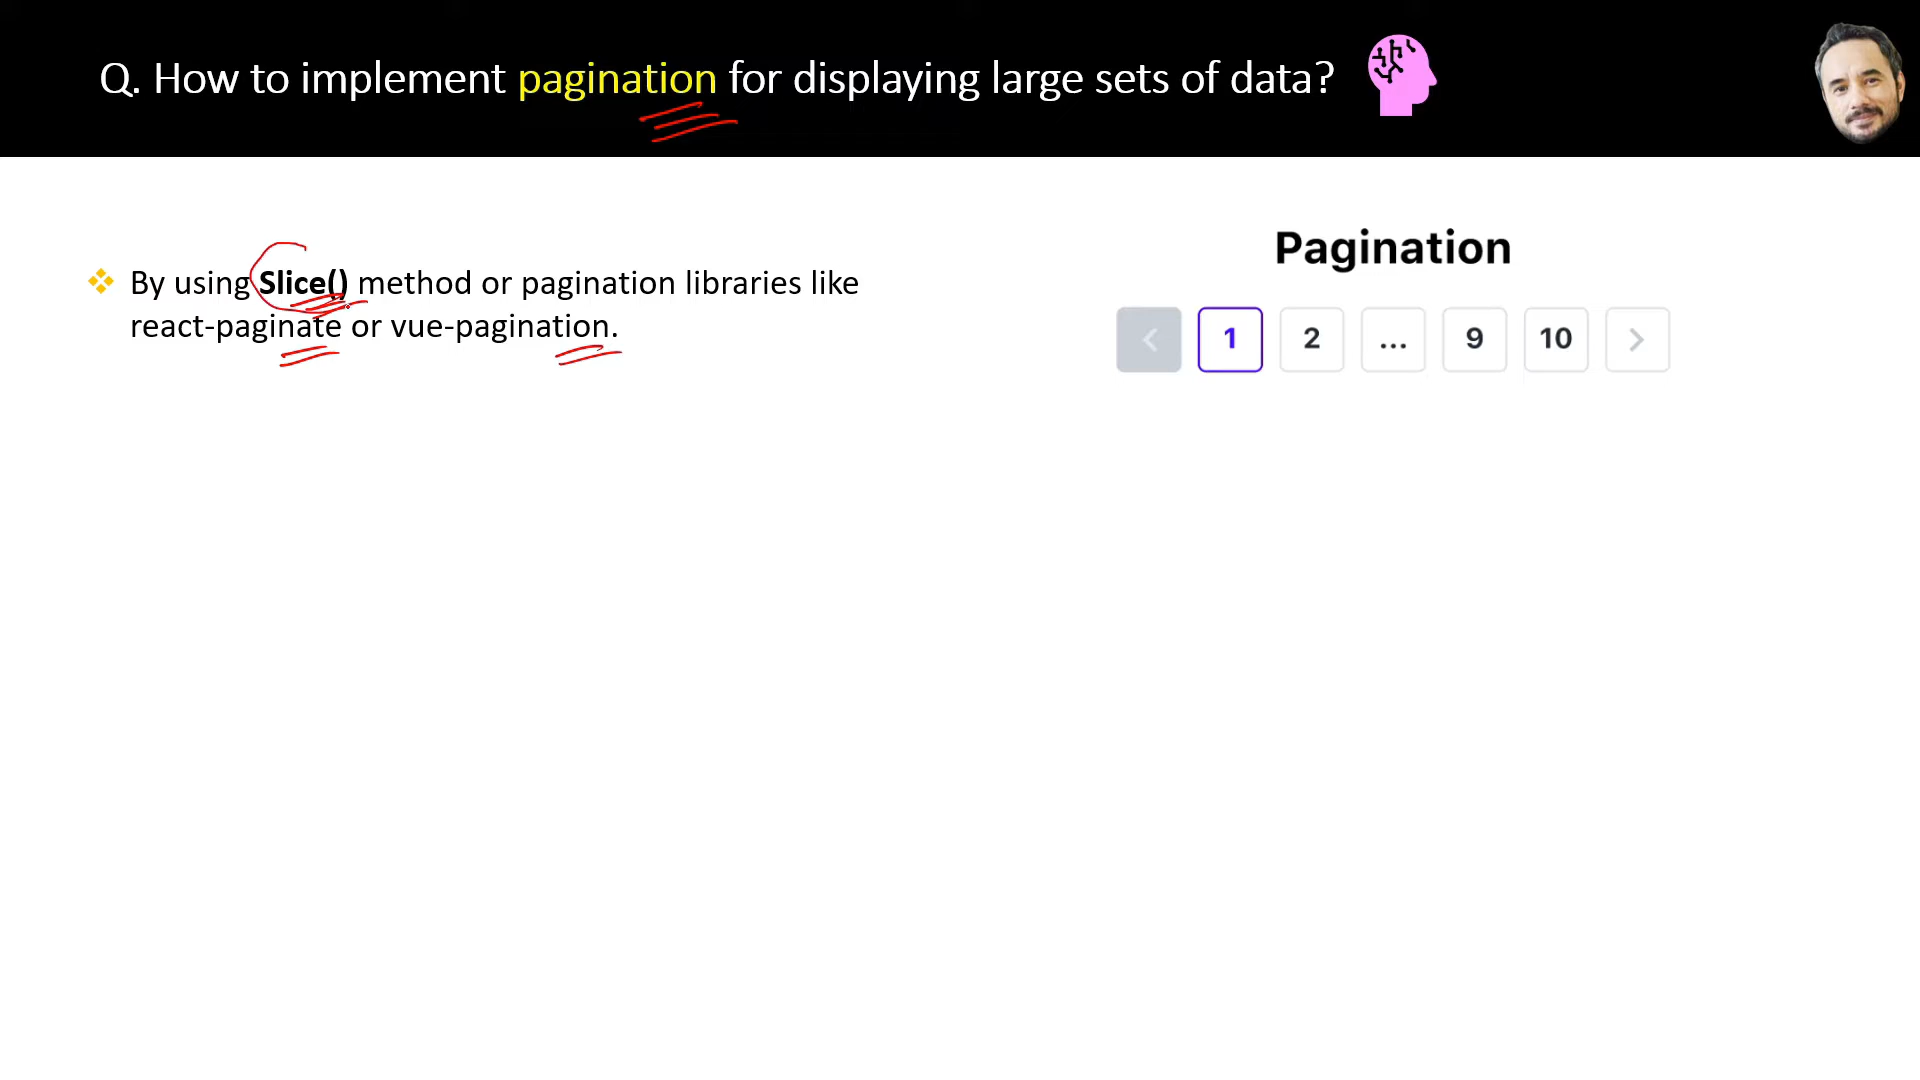 Q. How to implement pagination for displaying large sets of data?
By using Slice() method or pagination libraries like
react-paginate or vue-pagination.
Pagination
< 1 2 ... 9 10 >